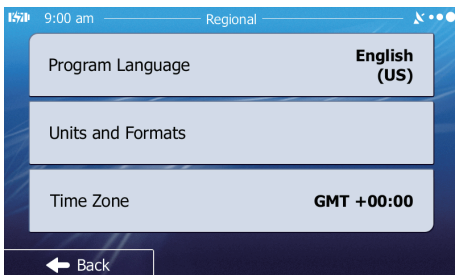 9:00 am
Regional
Program Language
English
(US)
Units and Formats
Time Zone
GMT +00:00
Back